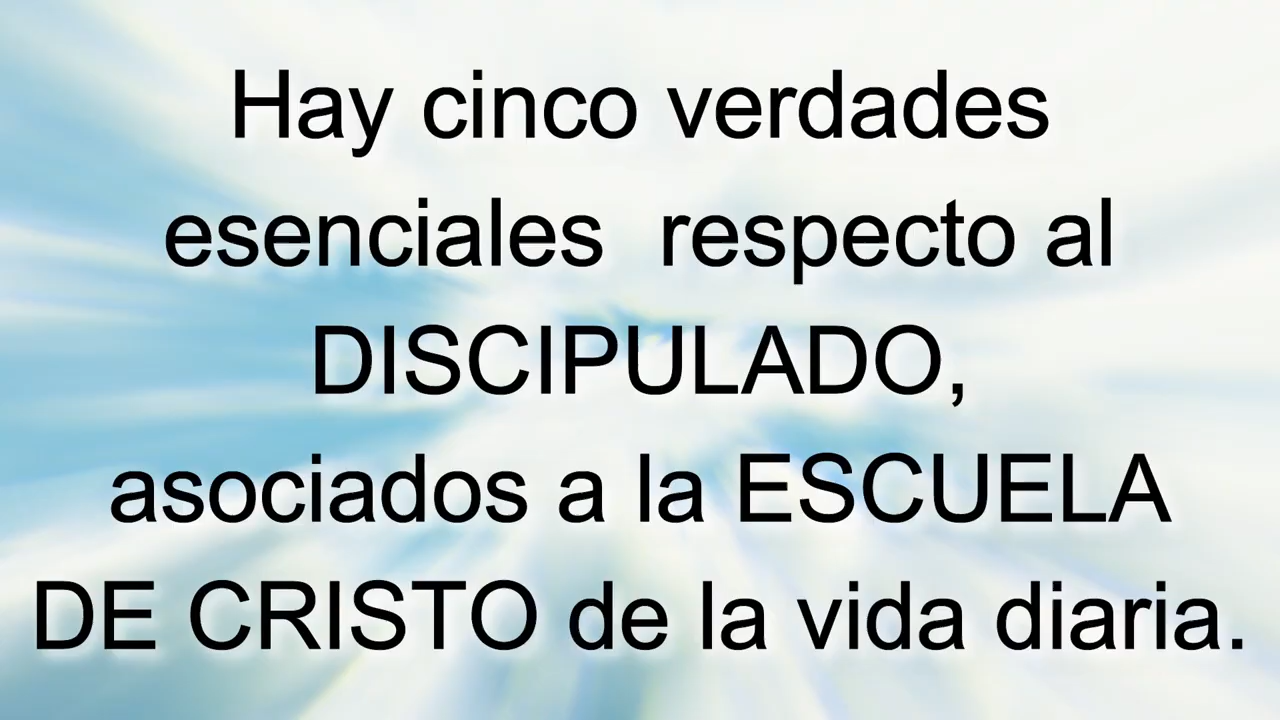 Hay cinco verdades
esenciales  respecto al
DISCIPULADO,
asociados a la ESCUELA
DE CRISTO de la vida diaria.